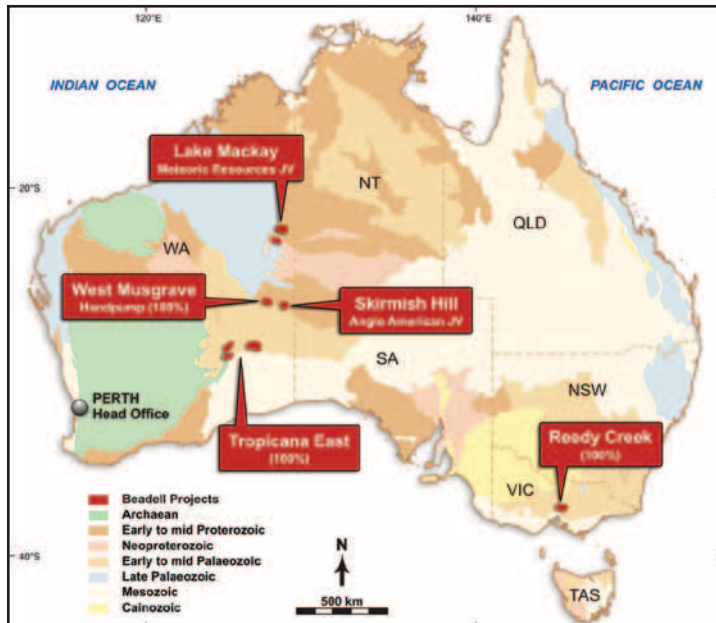 120°E
140°E
INDIAN OCEAN
PACIFIC OCEAN
Lake Mackay
Meteoric Resources JV
NT
20°S
QLD
WA
West Musgrave
Handpump (100%)
Skirmish Hill
Anglo American JV
SA
PERTH
Head Office
NSW
Tropicana East
(100%)
Reedy Creek
(100%)
VIC
Beadell Projects
Archaean
Early to mid Proterozoic
Neoproterozoic
Early to mid Palaeozoic
Late Palaeozoic
Mesozoic
Cainozoic
40°S
N
500 km
TAS